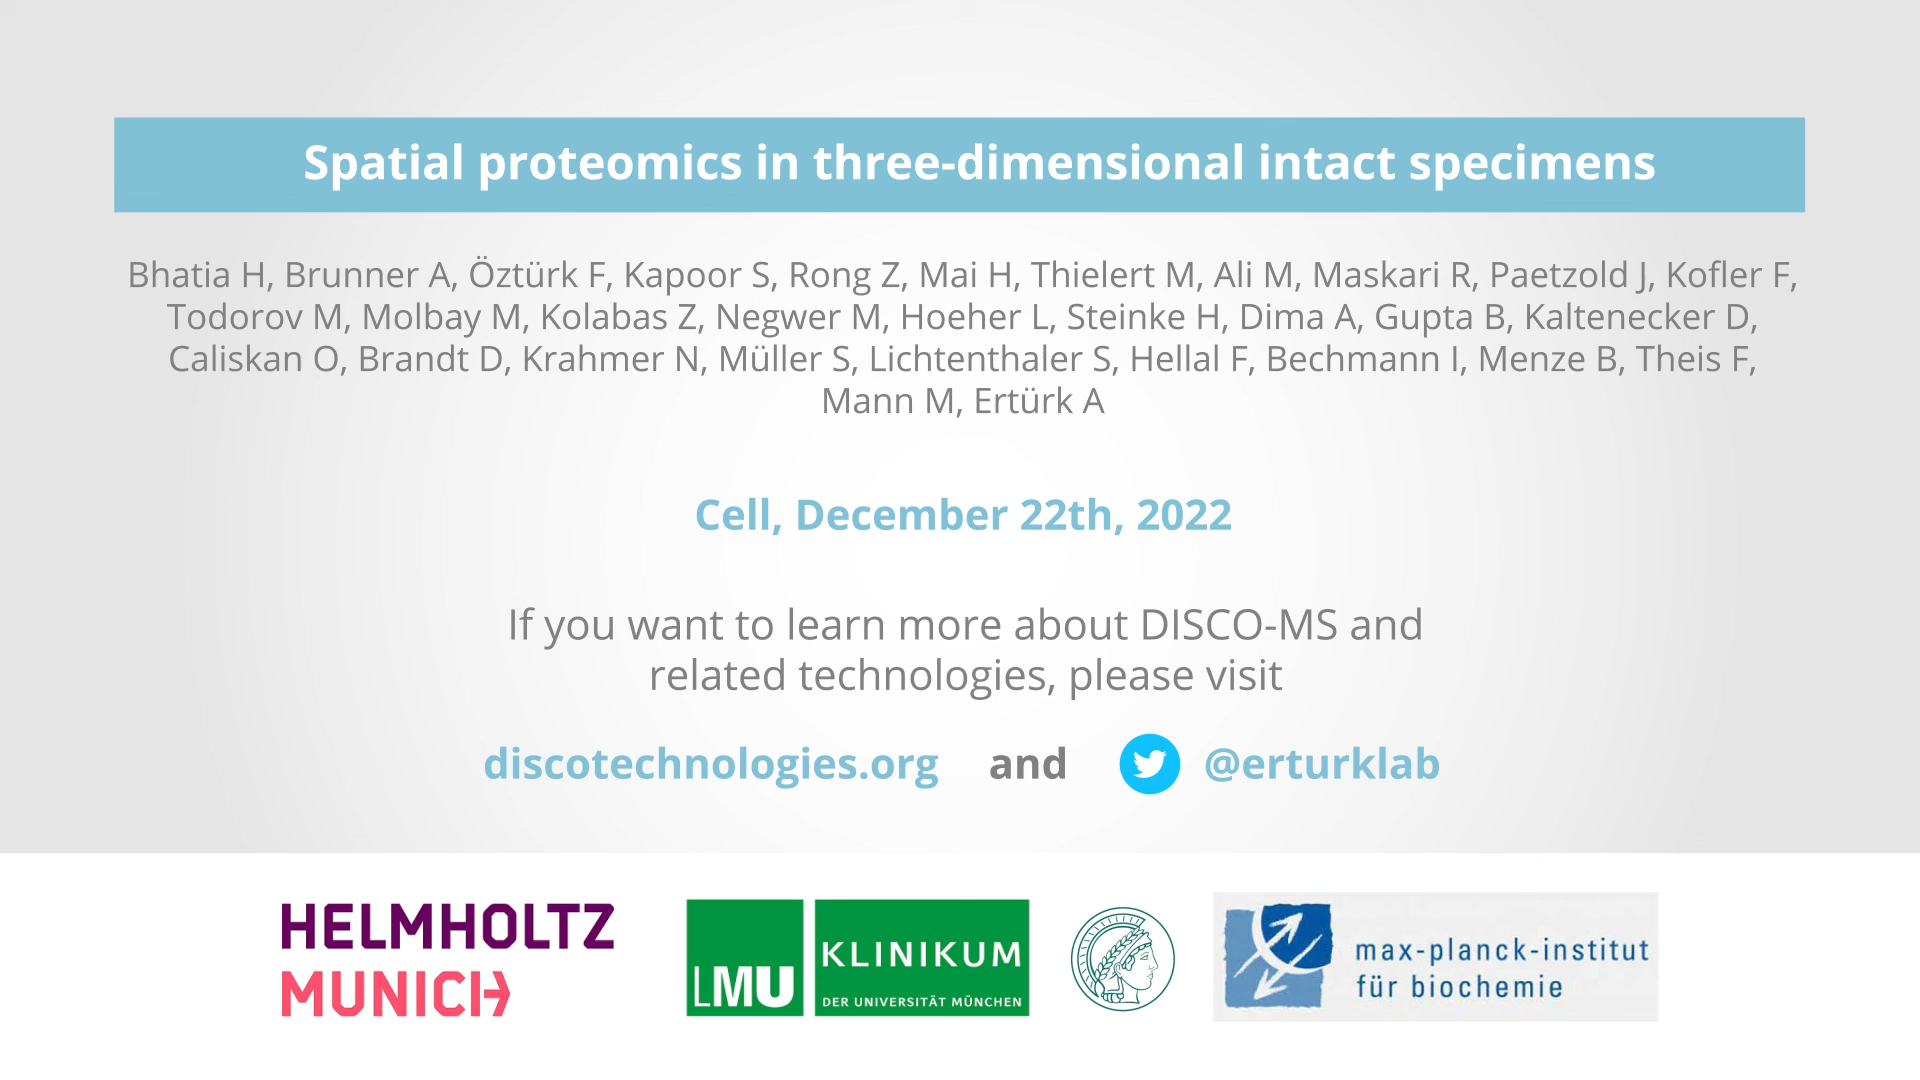 Spatial proteomics in three-dimensional intact specimens
Bhatia H, Brunner A, Öztürk F, Kapoor S, Rong Z, Mai H, Thielert M, Ali M, Maskari R, Paetzold J, Kofler F,
Todorov M, Molbay M, Kolabas Z, Negwer M, Hoeher L, Steinke H, Dima A, Gupta B, Kaltenecker D,
Caliskan O, Brandt D, Krahmer N, Müller S, Lichtenthaler S, Hellal F, Bechmann I, Menze B, Theis F,
Mann M, Ertürk A
Cell, December 22th, 2022
If you want to learn more about DISCO-MS and
related technologies, please visit
discotechnologies.org and @erturklab
HELMHOLTZ
MUNICH
LMU KLINIKUM
DER UNIVERSITÄT MÜNCHEN
max-planck-institut
für biochemie